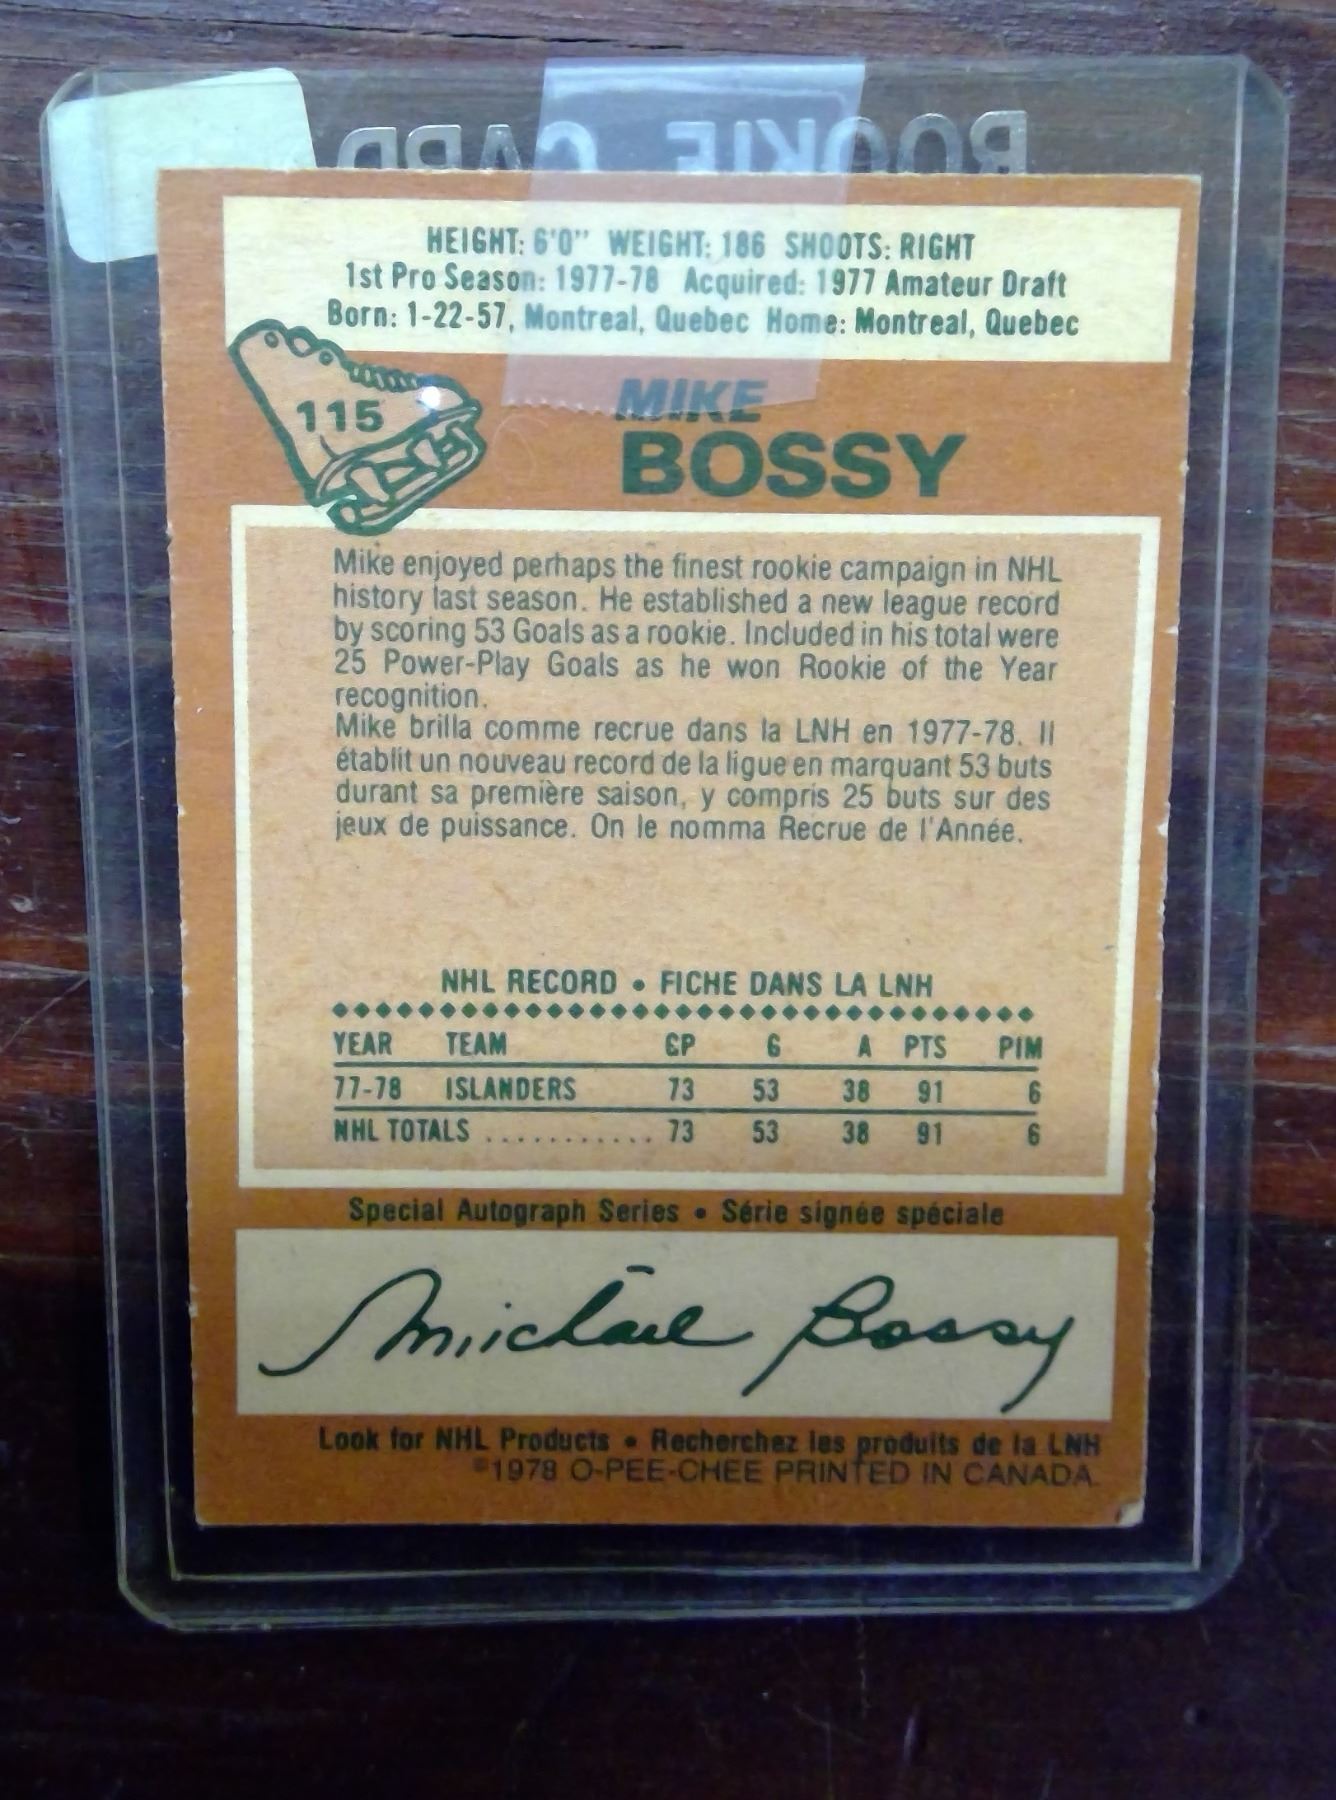 ROOKIE CARD
HEIGHT: 6'0" WEIGHT: 186 SHOOTS: RIGHT
1st Pro Season: 1977-78 Acquired: 1977 Amateur Draft
Born: 1-22-57, Montreal, Quebec Home: Montreal, Quebec
115
MIKE
BOSSY
Mike enjoyed perhaps the finest rookie campaign in NHL
history last season. He established a new league record
by scoring 53 Goals as a rookie. Included in his total were
25 Power-Play Goals as he won Rookie of the Year
recognition.
Mike brilla comme recrue dans la LNH en 1977-78. Il
établit un nouveau record de la ligue en marquant 53 buts
durant sa première saison, y compris 25 buts sur des
jeux de puissance. On le nomma Recrue de l'Année.
NHL RECORD • FICHE DANS LA LNH
YEAR TEAM GP G A PTS PIM
77-78 ISLANDERS 73 53 38 91 6
NHL TOTALS ............ 73 53 38 91 6
Special Autograph Series • Série signée spéciale
Michael Bossy
Look for NHL Products • Recherchez les produits de la LNH
©1978 O-PEE-CHEE PRINTED IN CANADA.